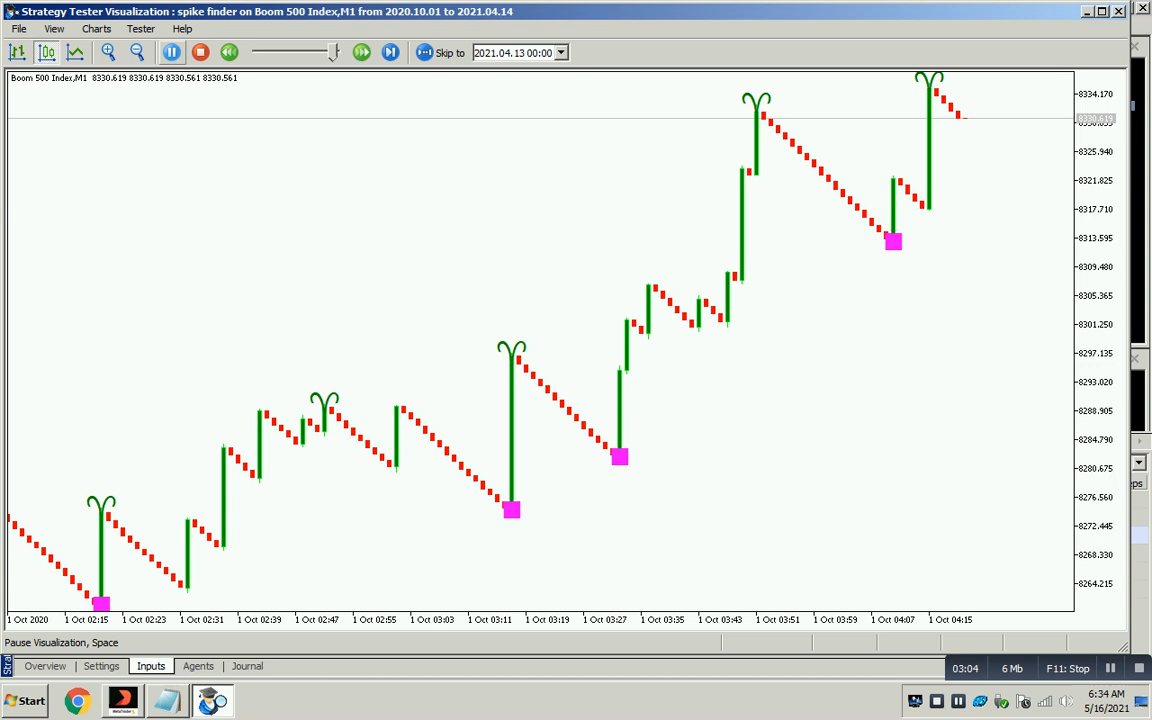 Strategy Tester Visualization : spike finder on Boom 500 Index,M1 from 2020.10.01 to 2021.04.14
File View Charts Tester Help
Skip to 2021.04.13 00:00
Boom 500 Index,M1 8330.619 8330.619 8330.561 8330.561
8334.170
8330.619
8325.940
8321.825
8317.710
8313.595
8309.480
8305.365
8301.250
8297.135
8293.020
8288.905
8284.790
8280.675
8276.560
8272.445
8268.330
8264.215
1 Oct 2020 1 Oct 02:15 1 Oct 02:23 1 Oct 02:31 1 Oct 02:39 1 Oct 02:47 1 Oct 02:55 1 Oct 03:03 1 Oct 03:11 1 Oct 03:19 1 Oct 03:27 1 Oct 03:35 1 Oct 03:43 1 Oct 03:51 1 Oct 03:59 1 Oct 04:07 1 Oct 04:15
eps
Pause Visualization, Space
Stra
Overview Settings Inputs Agents Journal
03:04 6 Mb F11: Stop
Start
6:34 AM
5/16/2021